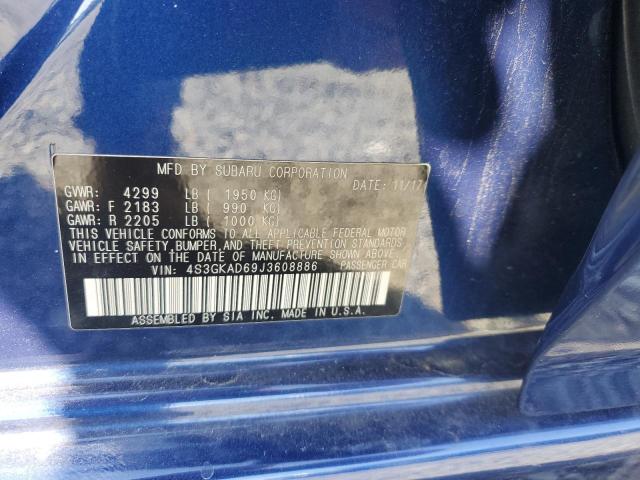 MFD BY SUBARU CORPORATION
DATE: 11/17
GVWR: 4299 LB ( 1950 KG)
GAWR: F 2183 LB ( 990 KG)
GAWR: R 2205 LB ( 1000 KG)
THIS VEHICLE CONFORMS TO ALL APPLICABLE FEDERAL MOTOR
VEHICLE SAFETY, BUMPER, AND THEFT PREVENTION STANDARDS
IN EFFECT ON THE DATE OF MANUFACTURE SHOWN ABOVE.
VIN: 4S3GKAD69J3608886 PASSENGER CAR
ASSEMBLED BY SIA INC. MADE IN U.S.A.